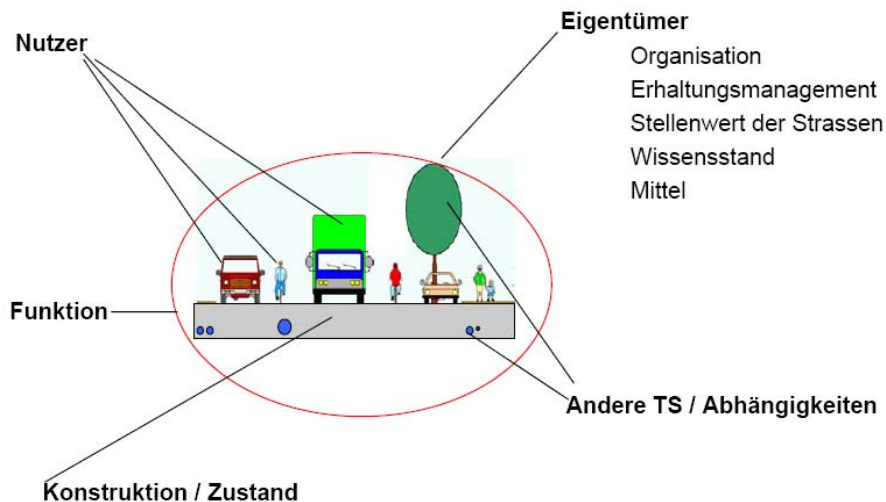 Nutzer
Eigentümer
Organisation
Erhaltungsmanagement
Stellenwert der Strassen
Wissensstand
Mittel
Funktion
Andere TS / Abhängigkeiten
Konstruktion / Zustand